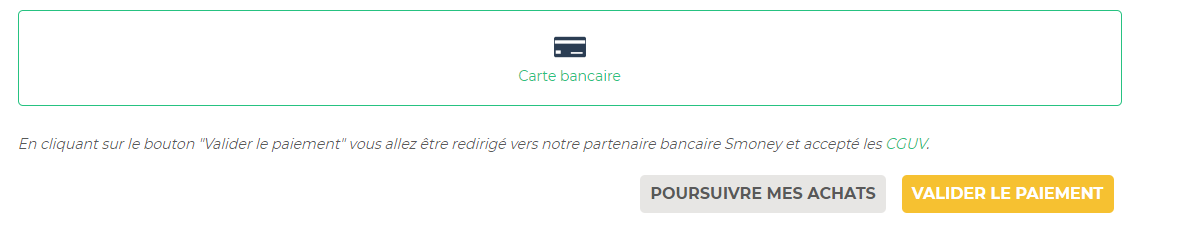 Carte bancaire
En cliquant sur le bouton "Valider le paiement" vous allez être redirigé vers notre partenaire bancaire Smoney et accepté les CGUV.
POURSUIVRE MES ACHATS
VALIDER LE PAIEMENT